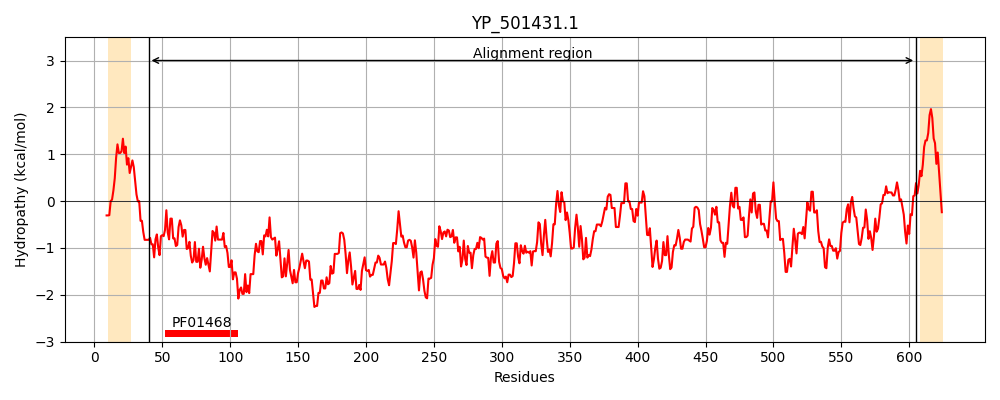 YP_501431.1
Alignment region
Hydropathy (kcal/mol)
3
2
1
0
−1
−2
−3
PF01468
0 50 100 150 200 250 300 350 400 450 500 550 600
Residues